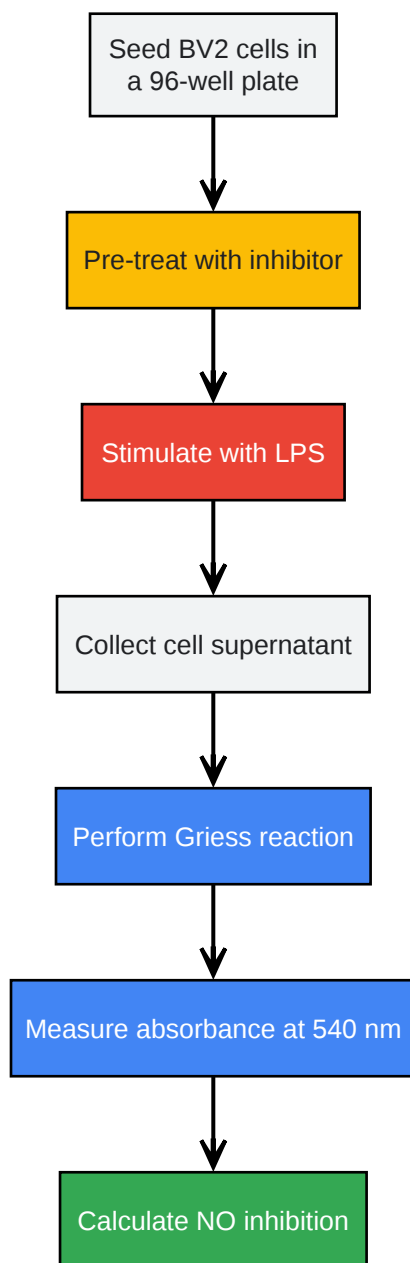 Seed BV2 cells in
a 96-well plate
Pre-treat with inhibitor
Stimulate with LPS
Collect cell supernatant
Perform Griess reaction
Measure absorbance at 540 nm
Calculate NO inhibition